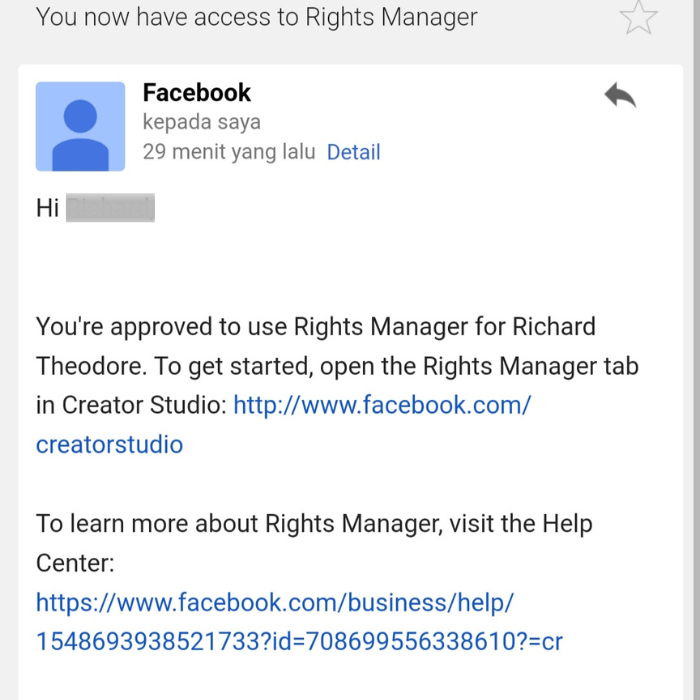 You now have access to Rights Manager
Facebook
kepada saya
29 menit yang lalu Detail
Hi
You're approved to use Rights Manager for Richard
Theodore. To get started, open the Rights Manager tab
in Creator Studio: http://www.facebook.com/
creatorstudio
To learn more about Rights Manager, visit the Help
Center:
https://www.facebook.com/business/help/
1548693938521733?id=708699556338610?=cr